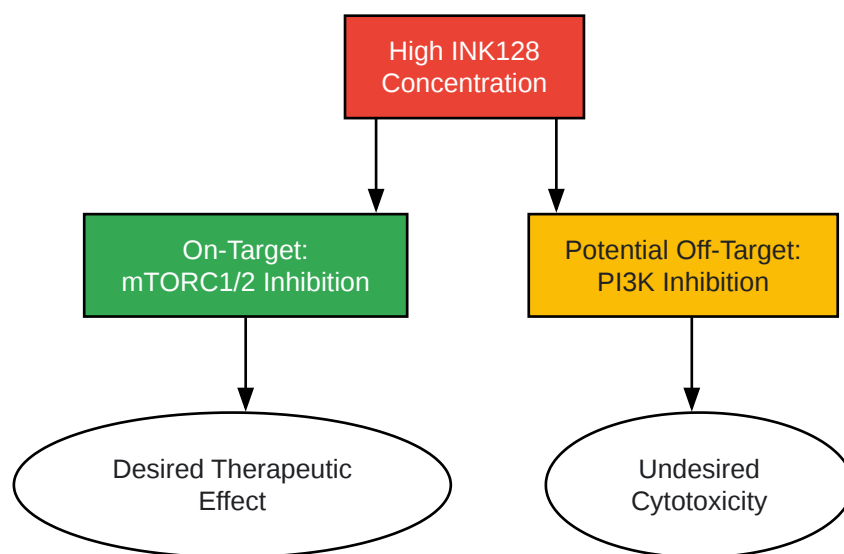 High INK128
Concentration
On-Target:
mTORC1/2 Inhibition
Potential Off-Target:
PI3K Inhibition
Desired Therapeutic
Effect
Undesired
Cytotoxicity